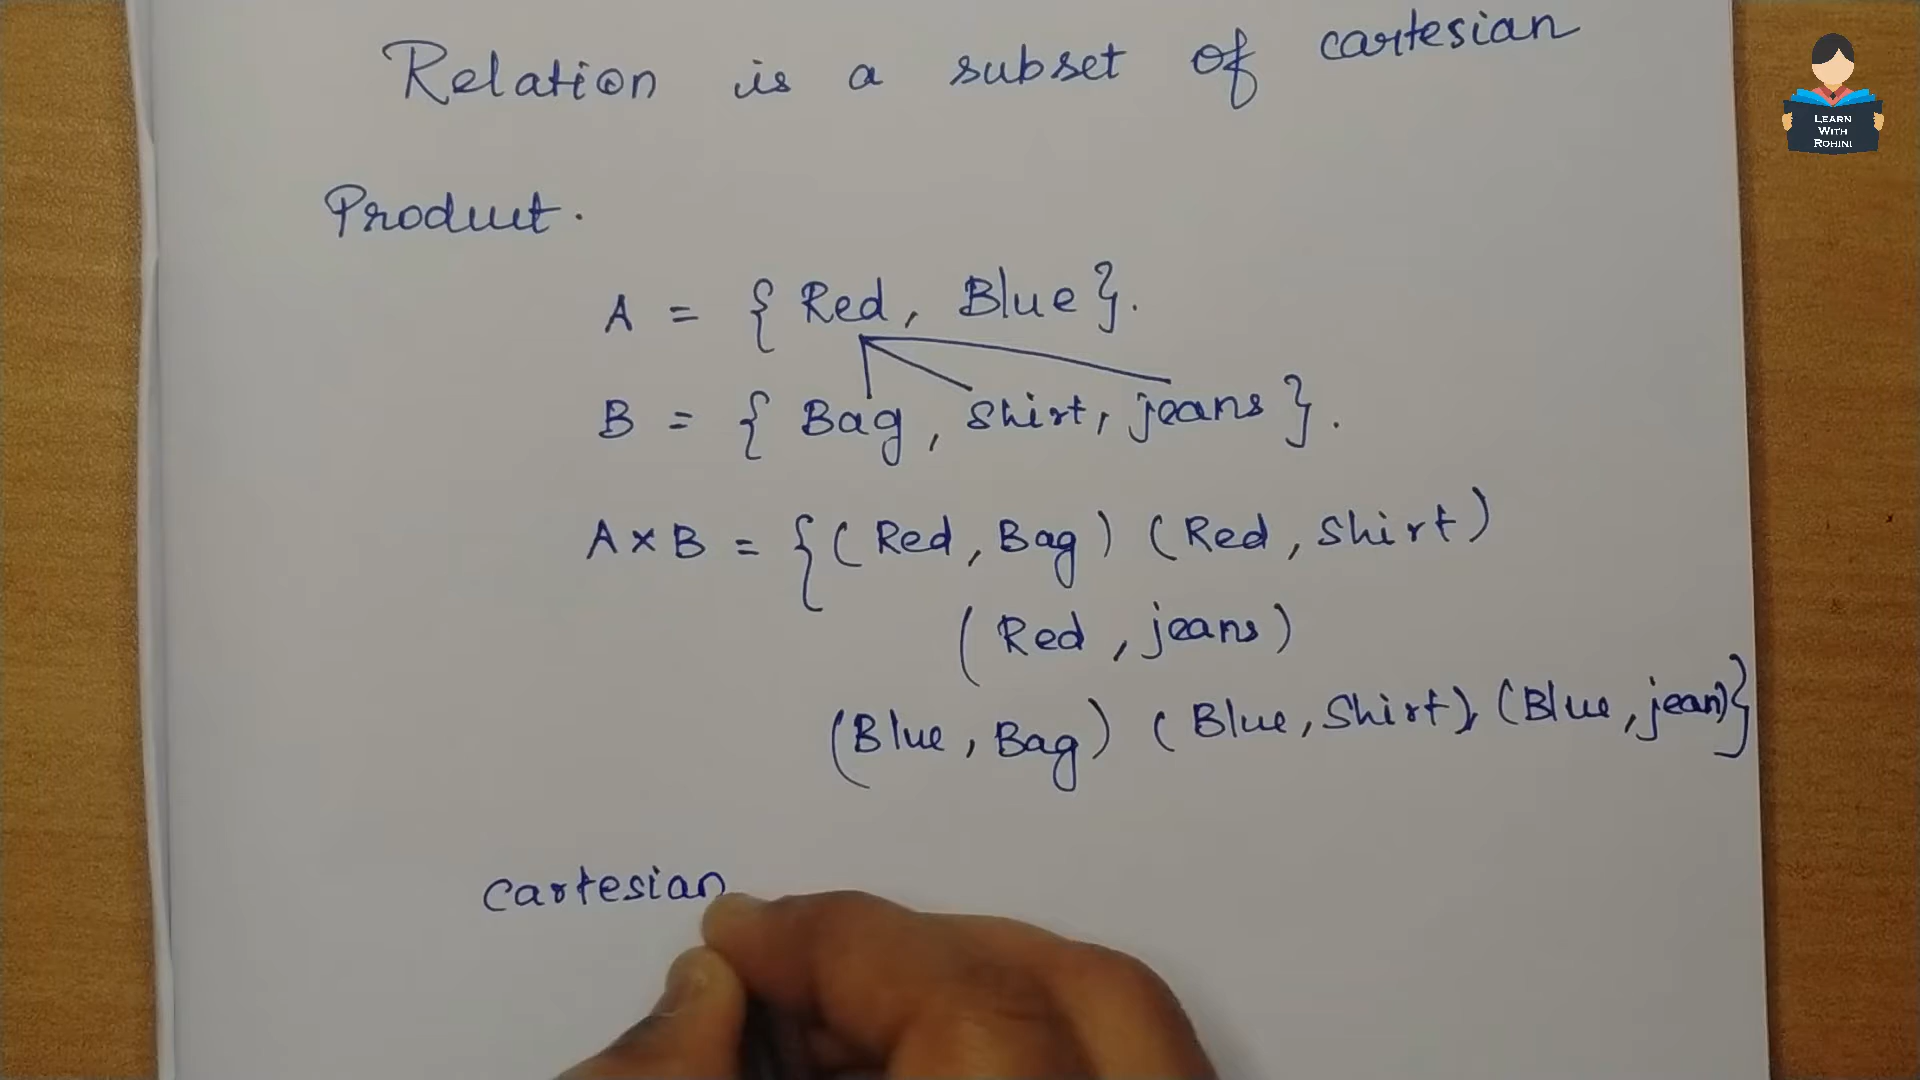 Relation is a subset of cartesian
Product.
A = { Red, Blue }.
B = { Bag, Shirt, jeans }.
A × B = { ( Red, Bag ) ( Red, Shirt )
( Red, jeans )
( Blue, Bag ) ( Blue, Shirt ), ( Blue, jean) }
cartesian
LEARN
WITH
ROHINI